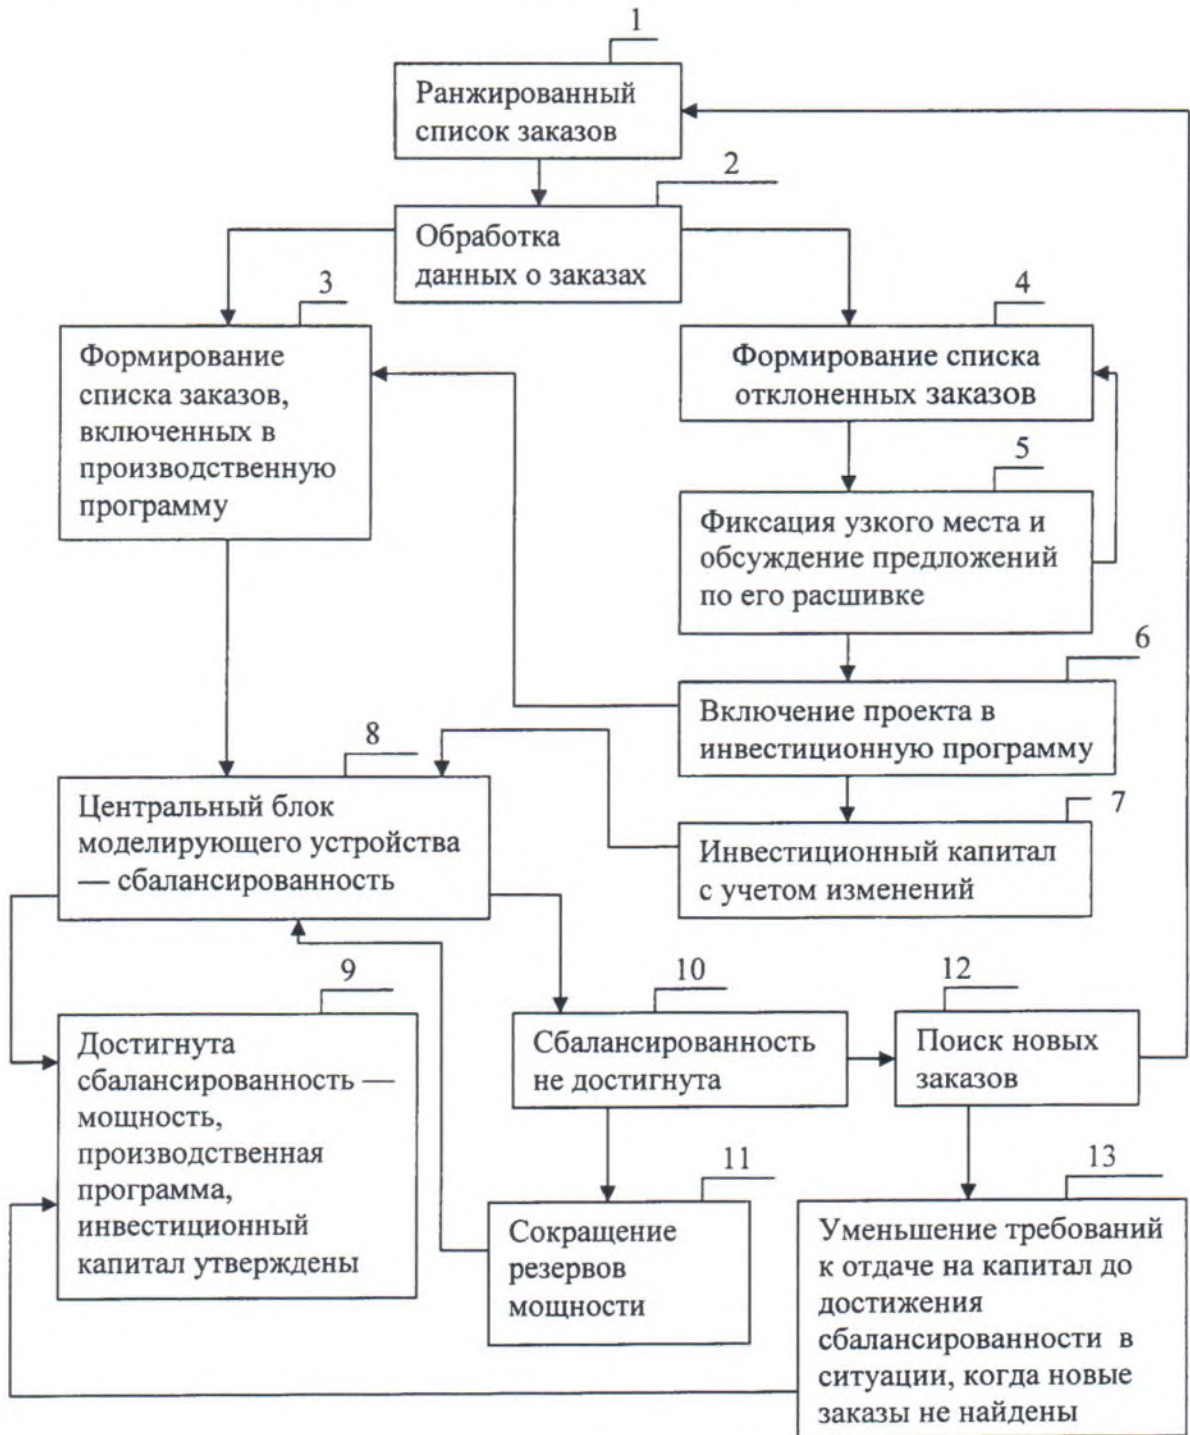 1
Ранжированный
список заказов
2
Обработка
данных о заказах
3
Формирование
списка заказов,
включенных в
производственную
программу
4
Формирование списка
отклоненных заказов
5
Фиксация узкого места и
обсуждение предложений
по его расшивке
6
Включение проекта в
инвестиционную программу
7
Инвестиционный капитал
с учетом изменений
8
Центральный блок
моделирующего устройства
— сбалансированность
9
Достигнута
сбалансированность —
мощность,
производственная
программа,
инвестиционный
капитал утверждены
10
Сбалансированность
не достигнута
11
Сокращение
резервов
мощности
12
Поиск новых
заказов
13
Уменьшение требований
к отдаче на капитал до
достижения
сбалансированности в
ситуации, когда новые
заказы не найдены